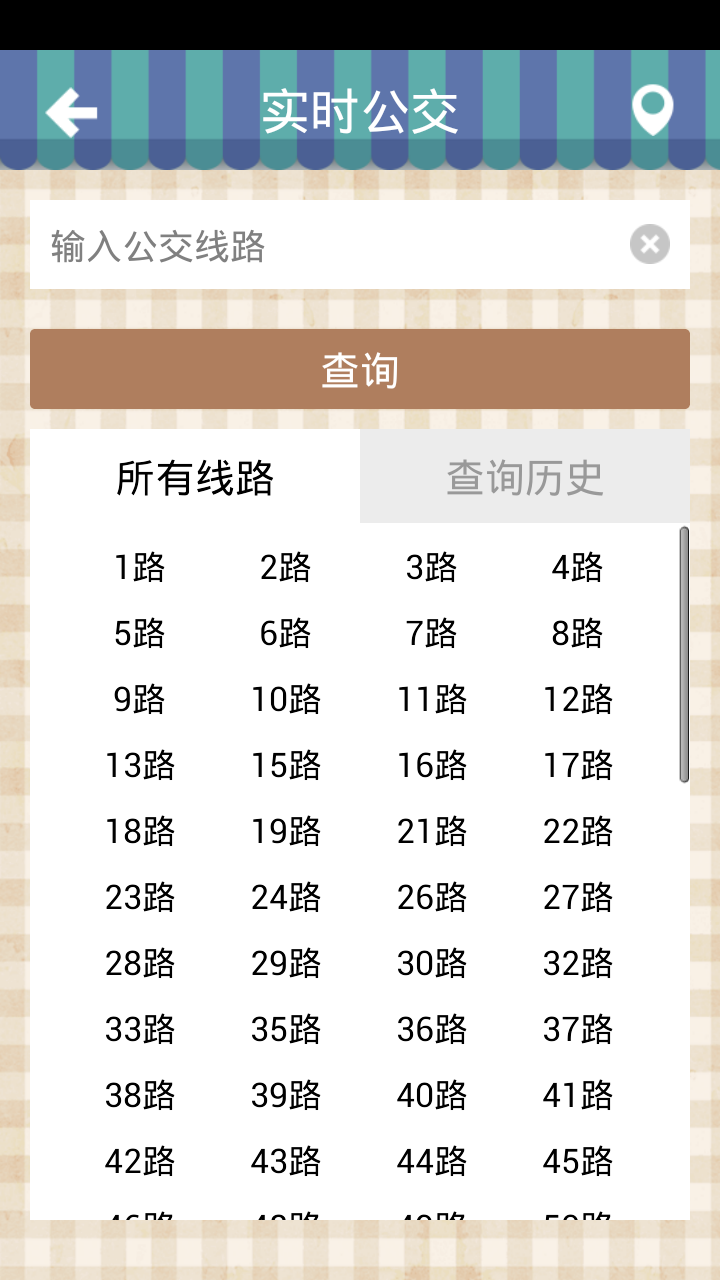 实时公交
输入公交线路
查询
所有线路 查询历史
1路 2路 3路 4路
5路 6路 7路 8路
9路 10路 11路 12路
13路 15路 16路 17路
18路 19路 21路 22路
23路 24路 26路 27路
28路 29路 30路 32路
33路 35路 36路 37路
38路 39路 40路 41路
42路 43路 44路 45路